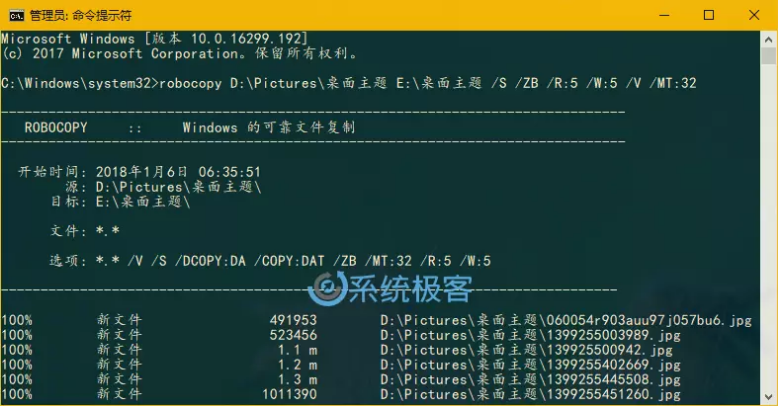 管理员: 命令提示符
Microsoft Windows [版本 10.0.16299.192]
(c) 2017 Microsoft Corporation。保留所有权利。
C:\Windows\system32>robocopy D:\Pictures\桌面主题 E:\桌面主题 /S /ZB /R:5 /W:5 /V /MT:32
-------------------------------------------------------------------------------
ROBOCOPY :: Windows 的可靠文件复制
-------------------------------------------------------------------------------
开始时间: 2018年1月6日 06:35:51
源: D:\Pictures\桌面主题\
目标: E:\桌面主题\
文件: *.*
选项: *.* /V /S /DCOPY:DA /COPY:DAT /ZB /MT:32 /R:5 /W:5
系统极客
------------------------------------------------------------------------------
100% 新文件 491953 D:\Pictures\桌面主题\060054r903auu97j057bu6.jpg
100% 新文件 523456 D:\Pictures\桌面主题\1399255003989.jpg
100% 新文件 1.1 m D:\Pictures\桌面主题\139925500942.jpg
100% 新文件 1.2 m D:\Pictures\桌面主题\1399255402669.jpg
100% 新文件 1.3 m D:\Pictures\桌面主题\1399255445508.jpg
100% 新文件 1011390 D:\Pictures\桌面主题\1399255451260.jpg